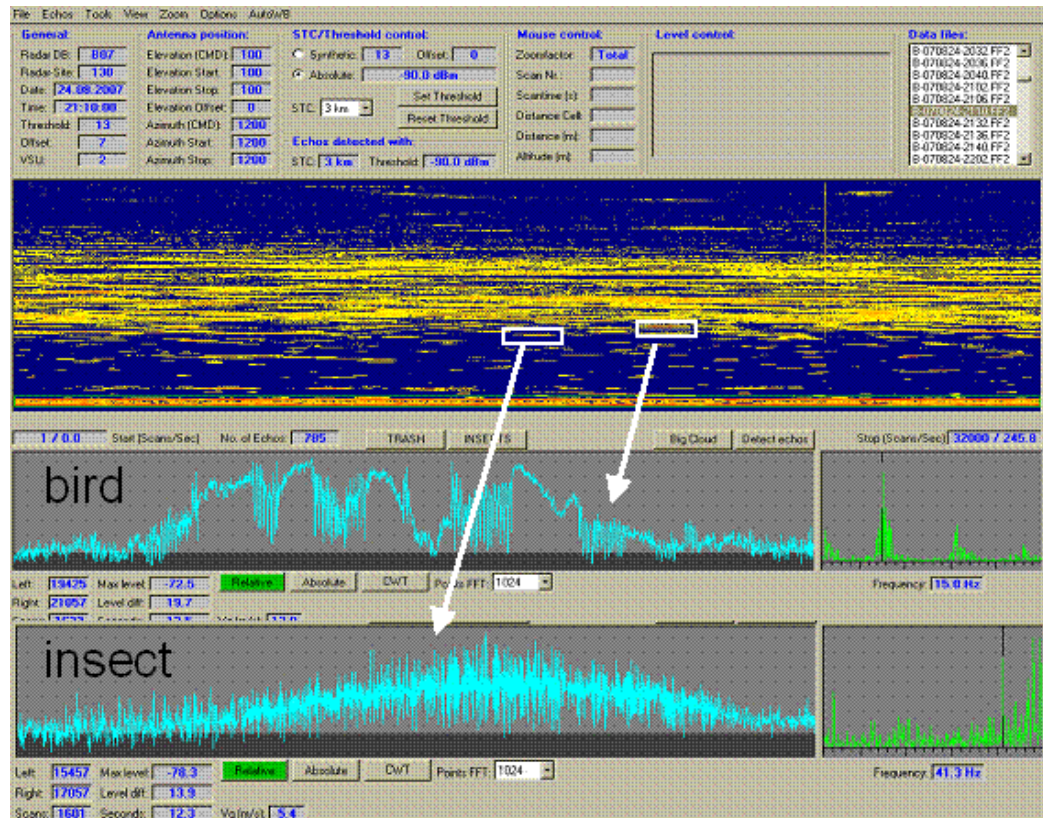 File Echos Tools View Zoom Options AutoWB
General: Antenna position: STC/Threshold control: Mouse control: Level control: Data files:
Radar DB: B07 Elevation (CMD): 100 Synthetic: 13 Offset: 0 Zoomfactor: Total B-070824-2032.FF2
Radar-Site: 130 Elevation Start: 100 Absolute: -90.0 dBm Scan Nr.: B-070824-2036.FF2
Date: 24.08.2007 Elevation Stop: 100 Set Threshold Scantime (s): B-070824-2040.FF2
Time: 21:10:00 Elevation Offset: 0 STC: 3 km Reset Threshold Distance Cell: B-070824-2102.FF2
Threshold: 13 Azimuth (CMD): 1200 Distance (m): B-070824-2106.FF2
Offset: 7 Azimuth Start: 1200 Echos detected with: Altitude (m): B-070824-2110.FF2
VSU: 2 Azimuth Stop: 1200 STC: 3 km Threshold: -90.0 dBm B-070824-2132.FF2
B-070824-2136.FF2
B-070824-2140.FF2
B-070824-2202.FF2
1 / 0.0 Start (Scans/Sec) No. of Echos: 785 TRASH INSECTS Big Cloud Detect echos Stop (Scans/Sec) 32000 / 245.8
bird
Left: 19425 Max level: -72.5 Relative Absolute CWT Points FFT: 1024 Frequency: 15.0 Hz
Right: 21057 Level diff: 19.7
insect
Left: 15457 Max level: -78.3 Relative Absolute CWT Points FFT: 1024 Frequency: 41.3 Hz
Right: 17057 Level diff: 13.9
Scans: 1601 Seconds: 12.3 Vg (m/s): 5.4